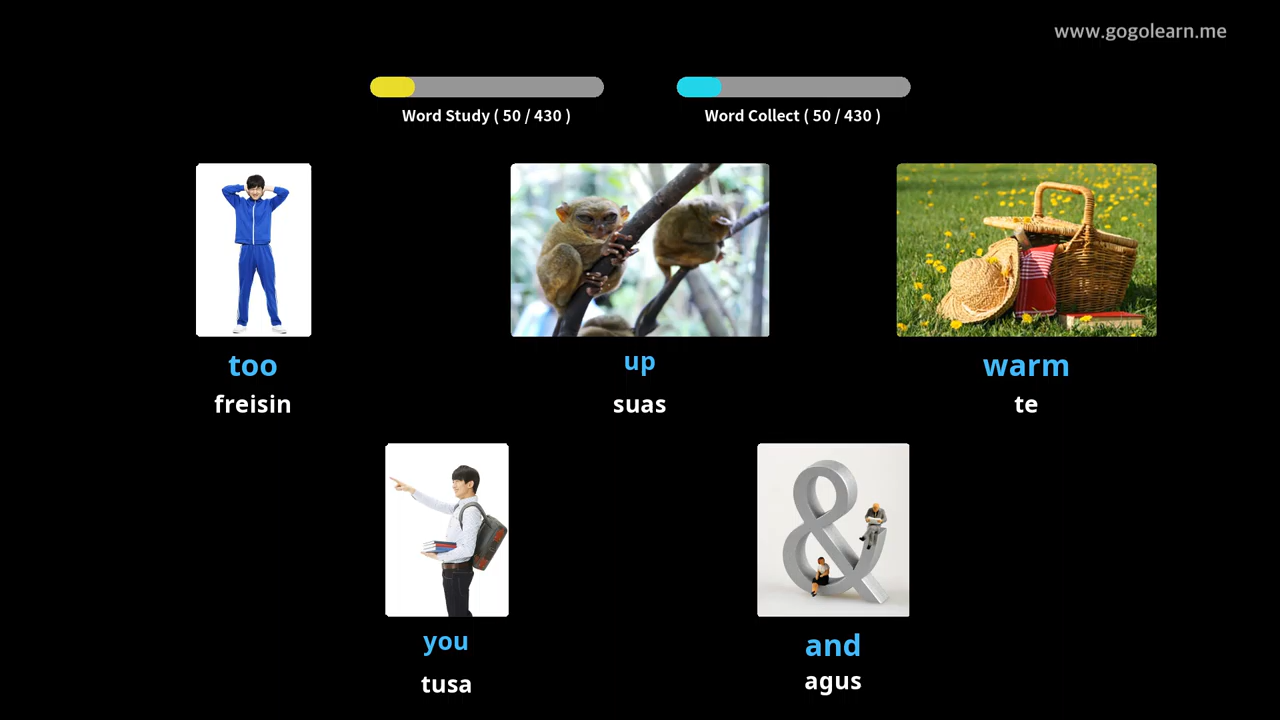 www.gogolearn.me
Word Study ( 50 / 430 )
Word Collect ( 50 / 430 )
too
freisin
up
suas
warm
te
you
tusa
and
agus